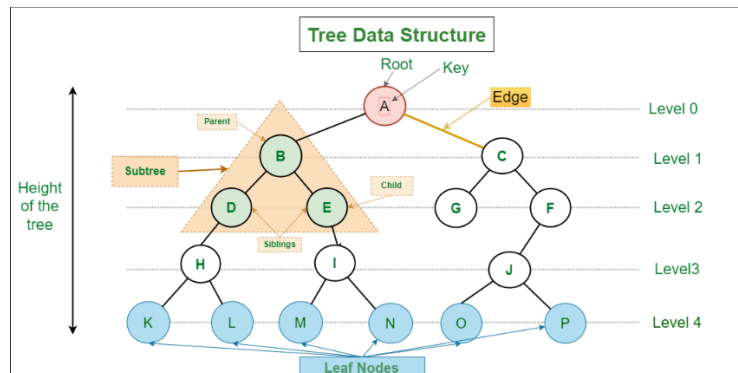 Tree Data Structure
Root
Key
A
Edge
Level 0
Parent
B
C
Level 1
Subtree
Child
Height
of the
tree
D
E
G
F
Level 2
Siblings
H
I
J
Level3
K
L
M
N
O
P
Level 4
Leaf Nodes